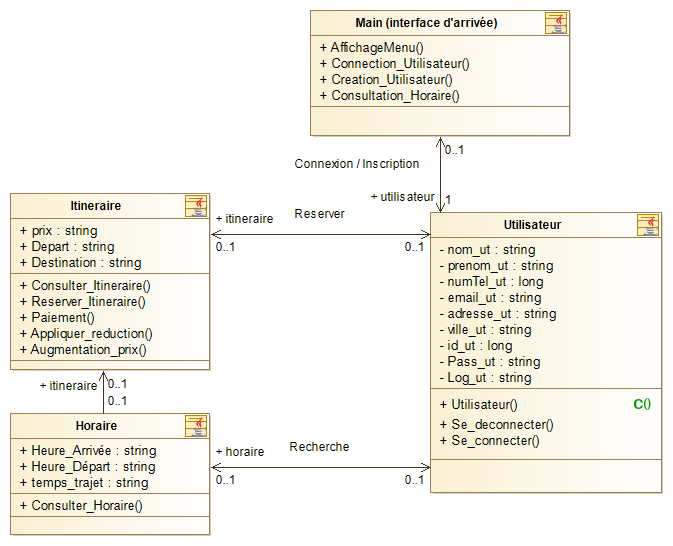 Main (interface d'arrivée)
+ AffichageMenu()
+ Connection_Utilisateur()
+ Creation_Utilisateur()
+ Consultation_Horaire()
0..1
Connexion / Inscription
+ utilisateur
1
Itineraire
+ prix : string
+ Depart : string
+ Destination : string
+ Consulter_Itineraire()
+ Reserver_Itineraire()
+ Paiement()
+ Appliquer_reduction()
+ Augmentation_prix()
+ itineraire
Reserver
0..1
0..1
Utilisateur
- nom_ut : string
- prenom_ut : string
- numTel_ut : long
- email_ut : string
- adresse_ut : string
- ville_ut : string
- id_ut : long
- Pass_ut : string
- Log_ut : string
+ Utilisateur()
C()
+ Se_deconnecter()
+ Se_connecter()
+ itineraire
0..1
0..1
Horaire
+ Heure_Arrivée : string
+ Heure_Départ : string
+ temps_trajet : string
+ Consulter_Horaire()
+ horaire
Recherche
0..1
0..1